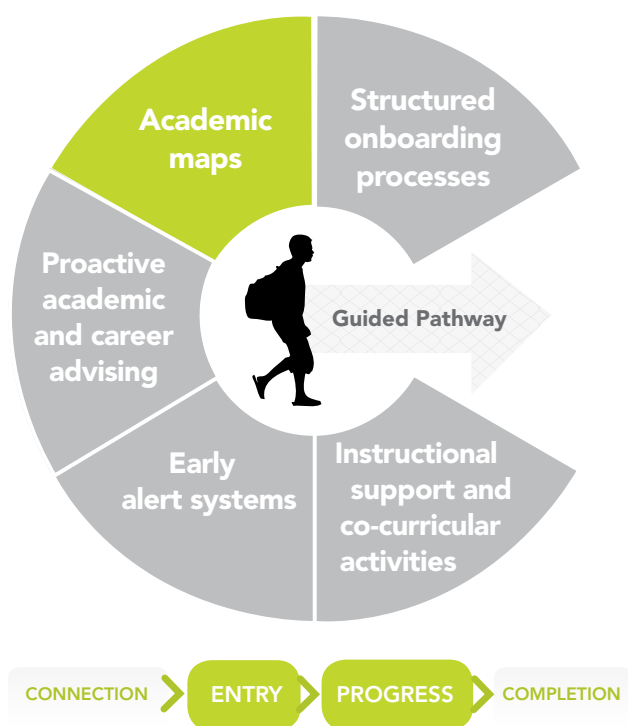 Academic
maps
Structured
onboarding
processes
Proactive
academic
and career
advising
Guided Pathway
Early
alert systems
Instructional
support and
co-curricular
activities
CONNECTION
ENTRY
PROGRESS
COMPLETION